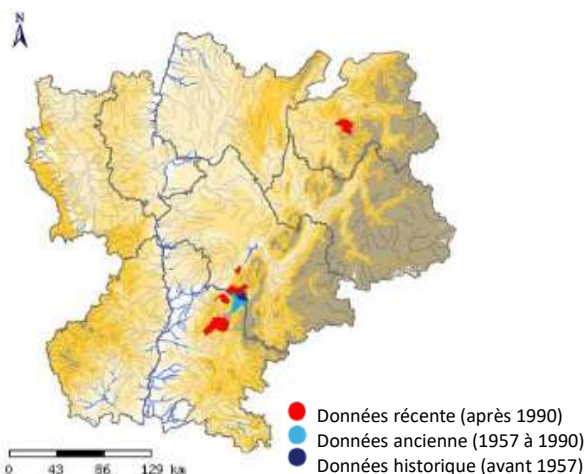 N
Données récente (après 1990)
Données ancienne (1957 à 1990)
Données historique (avant 1957)
0 43 86 129 km